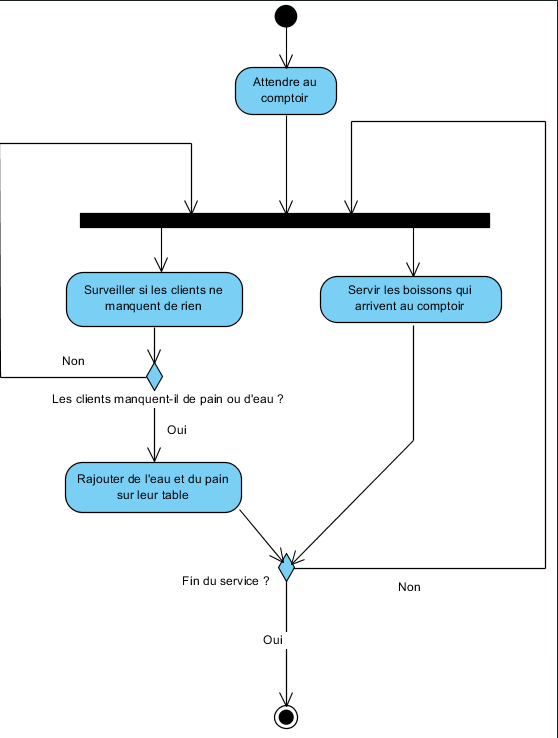 Attendre au
comptoir
Surveiller si les clients ne
manquent de rien
Servir les boissons qui
arrivent au comptoir
Non
Les clients manquent-il de pain ou d'eau ?
Oui
Rajouter de l'eau et du pain
sur leur table
Fin du service ?
Non
Oui